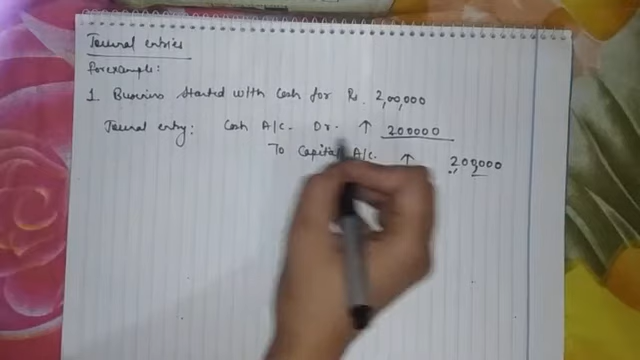 Journal entries
For example:
1 Business Started with Cash for Rs. 2,00,000
Journal entry: Cash A/c. Dr. ↑ 200000
To Capital A/c. ↑ 200000